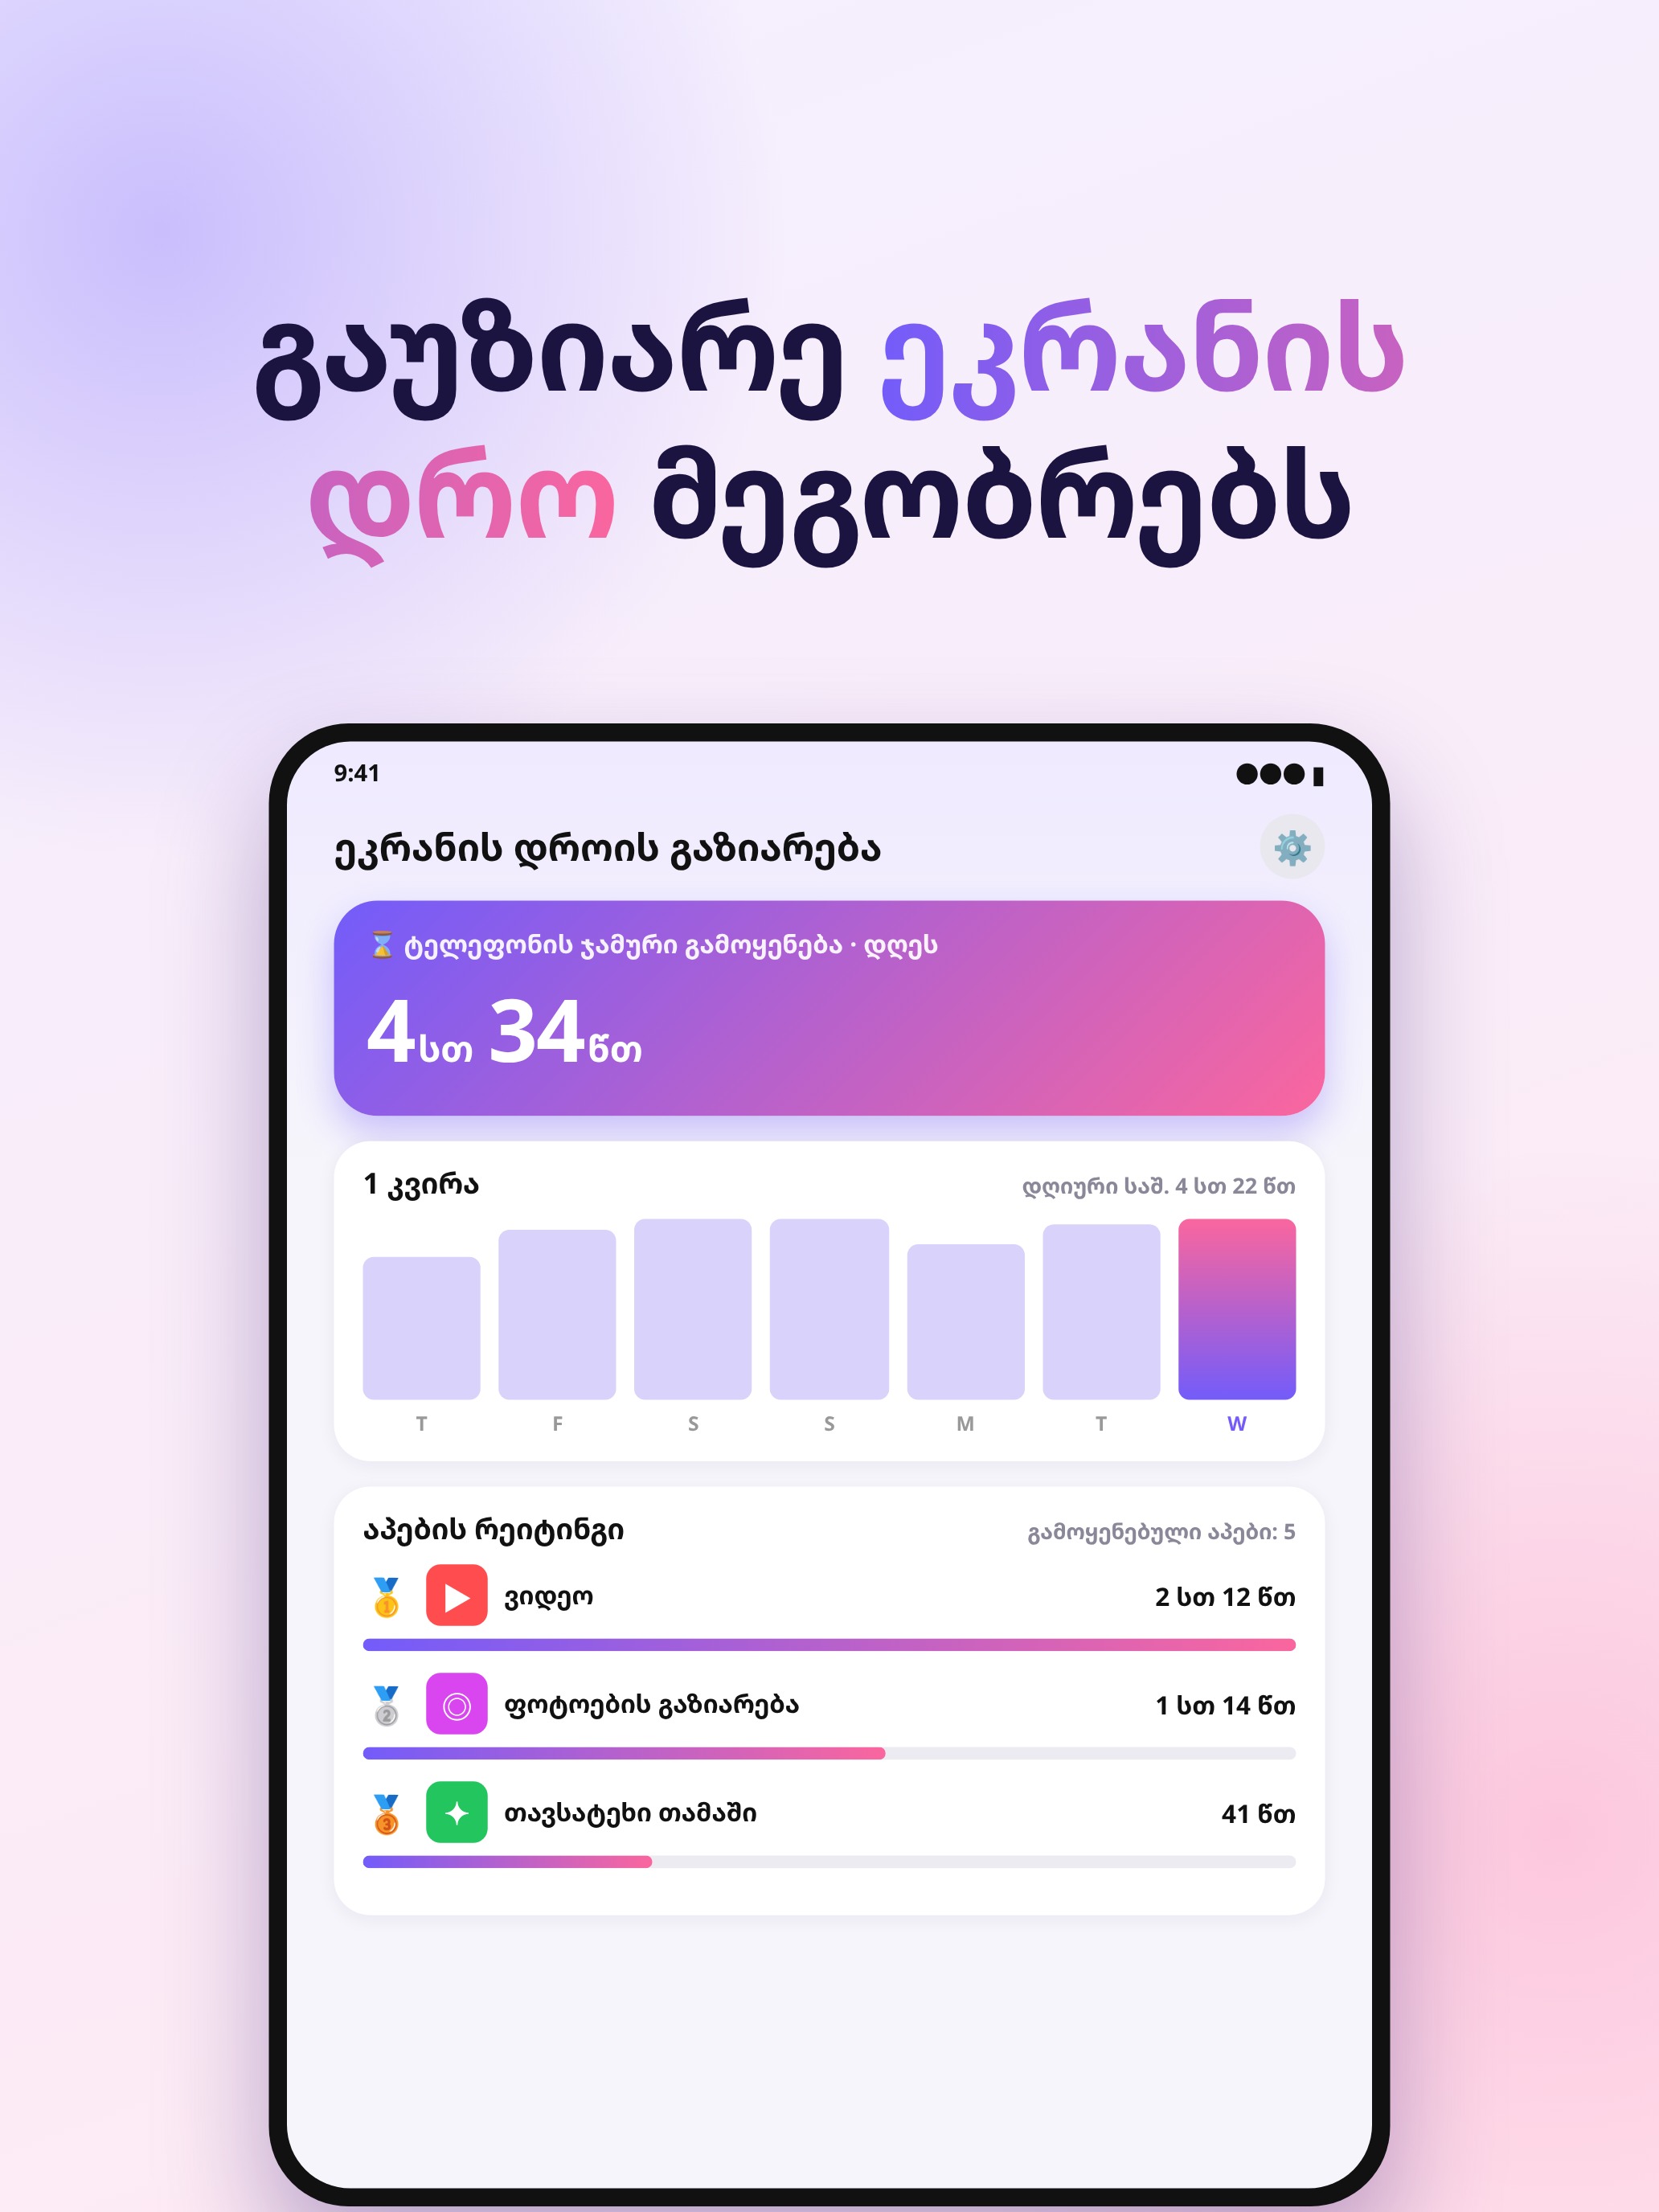 გაუზიარე ეკრანის
დრო მეგობრებს
9:41
ეკრანის დროის გაზიარება
⌛ ტელეფონის ჯამური გამოყენება · დღეს
4სთ 34წთ
1 კვირა
დღიური საშ. 4 სთ 22 წთ
T F S S M T W
აპების რეიტინგი
გამოყენებული აპები: 5
ვიდეო
2 სთ 12 წთ
ფოტოების გაზიარება
1 სთ 14 წთ
თავსატეხი თამაში
41 წთ